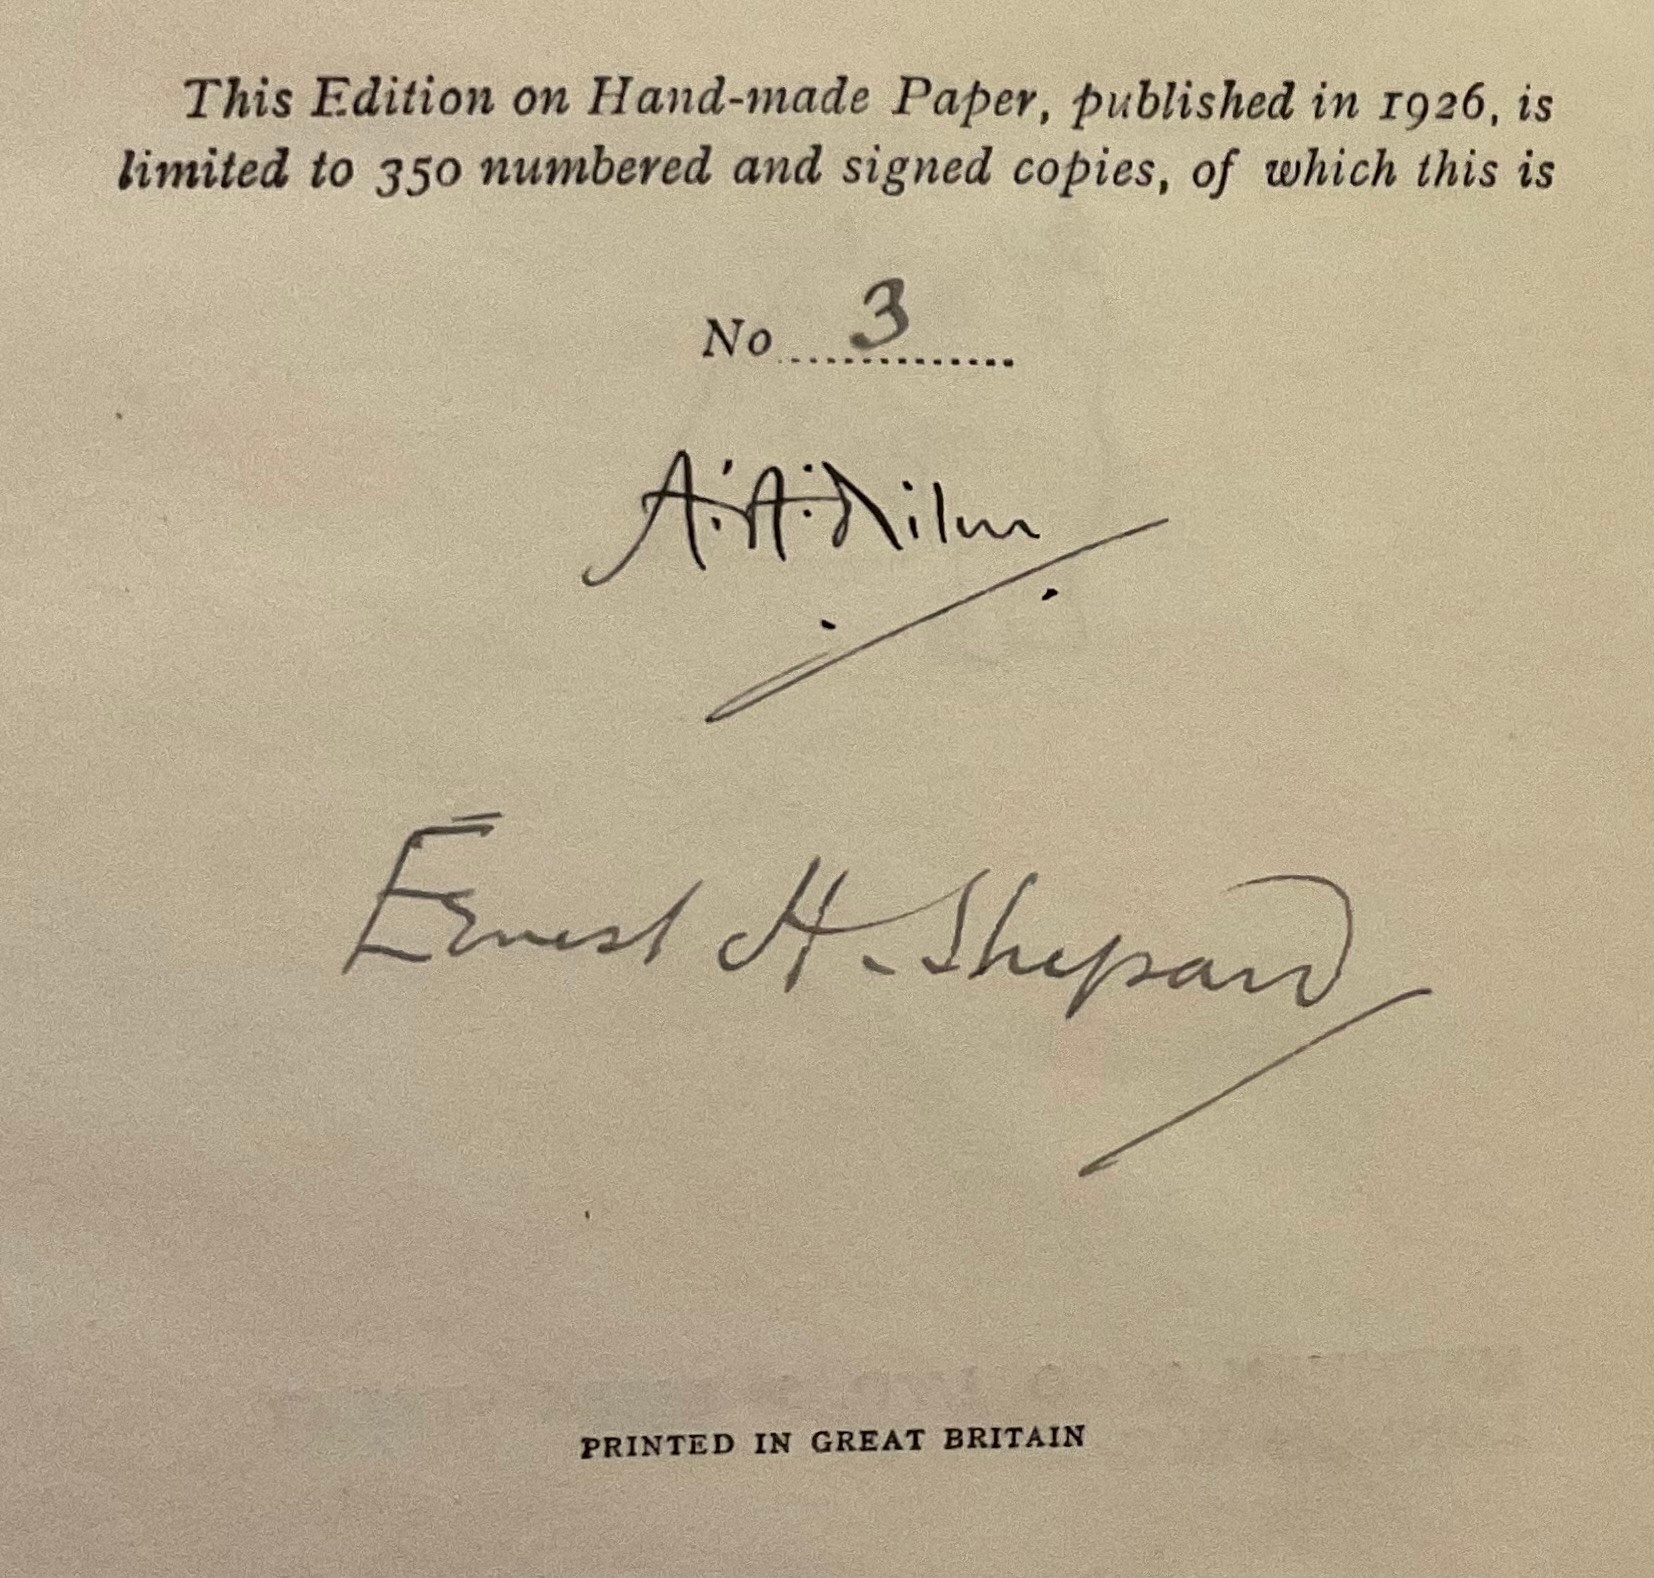 This Edition on Hand-made Paper, published in 1926, is
limited to 350 numbered and signed copies, of which this is
No 3
A. A. Milne
Ernest H. Shepard
PRINTED IN GREAT BRITAIN